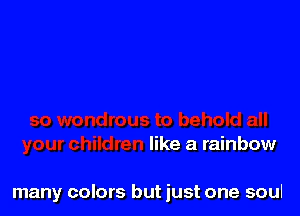 so wondrous to behold all
your children like a rainbow
many colors but just one soul